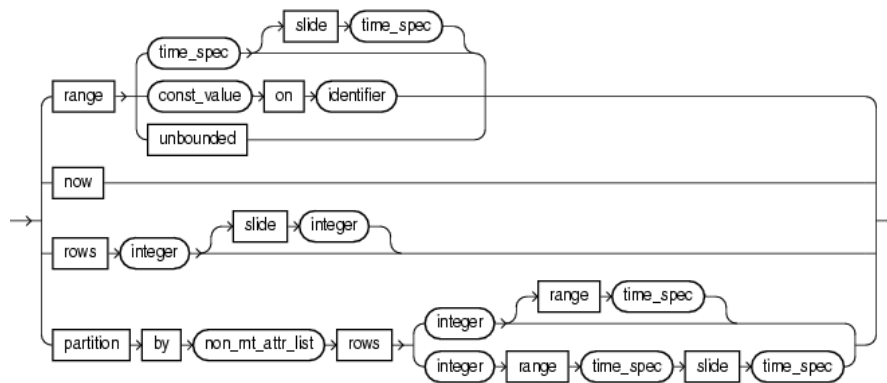 slide time_spec
time_spec
range const_value on identifier
unbounded
now
slide integer
rows integer
range time_spec
integer
partition by non_mt_attr_list rows
integer range time_spec slide time_spec